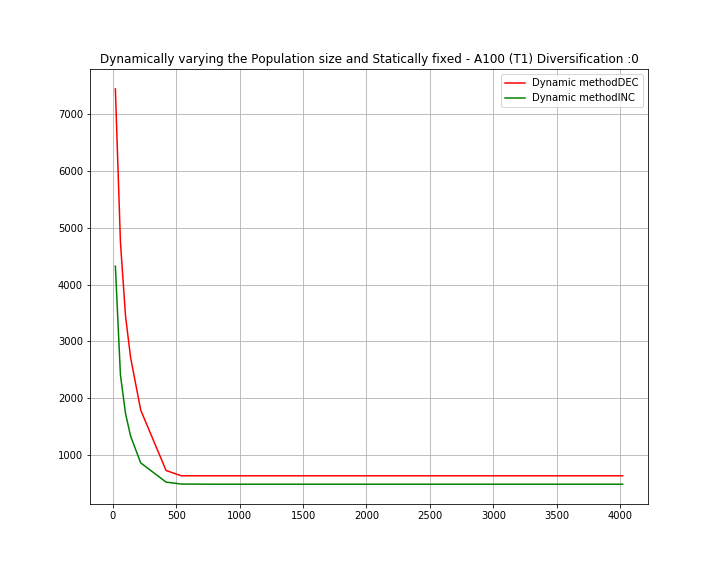 Dynamically varying the Population size and Statically fixed - A100 (T1) Diversification :0
Dynamic methodDEC
Dynamic methodINC
7000
6000
5000
4000
3000
2000
1000
0 500 1000 1500 2000 2500 3000 3500 4000